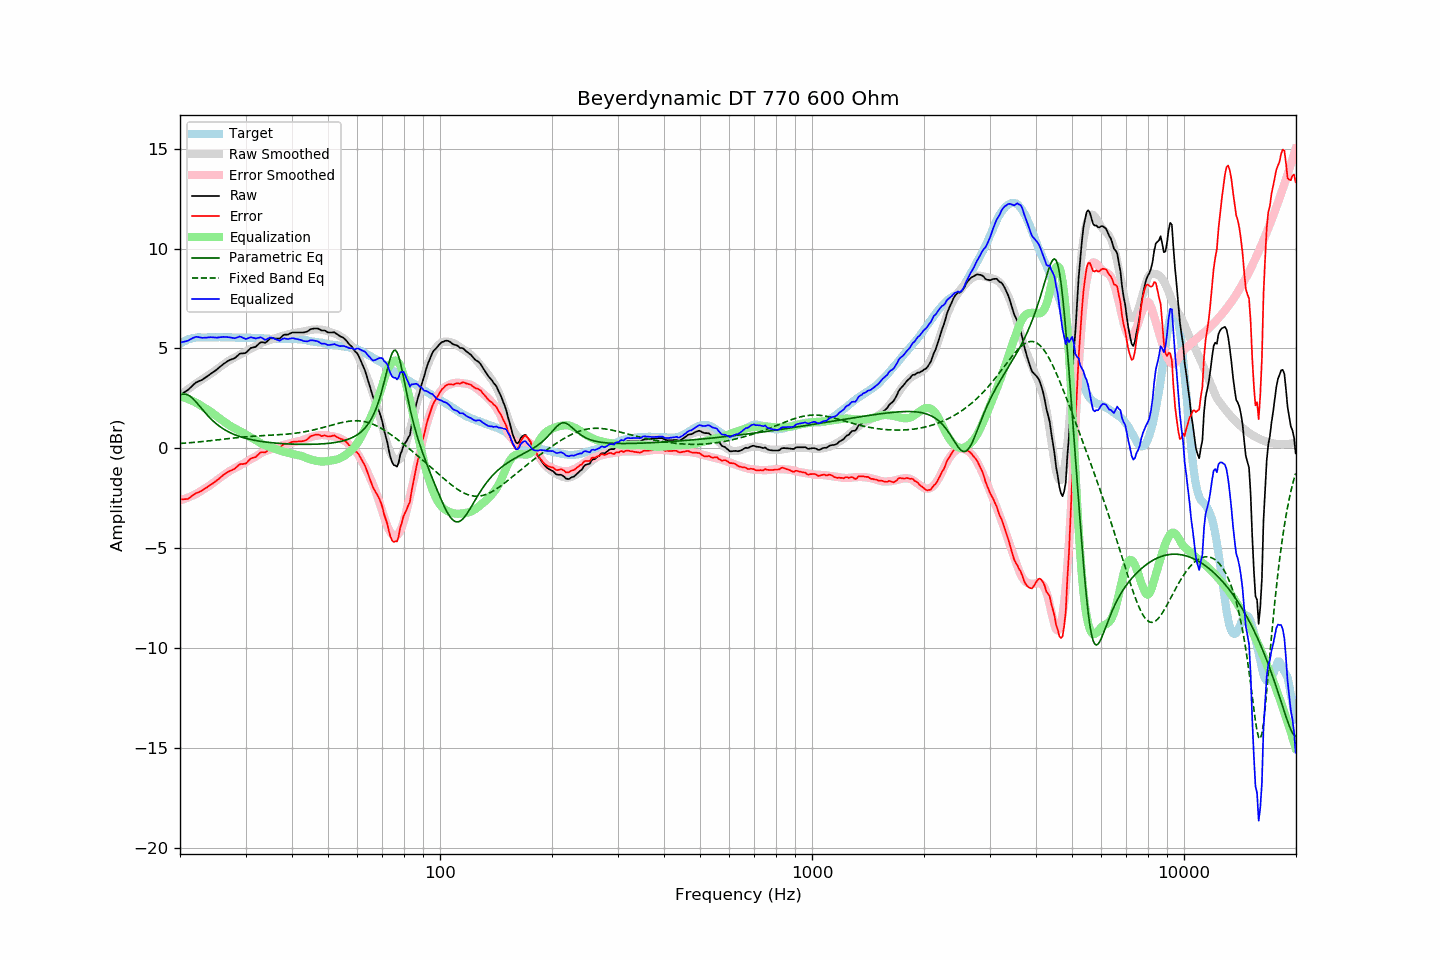 Beyerdynamic DT 770 600 Ohm
Target
Raw Smoothed
Error Smoothed
Raw
Error
Equalization
Parametric Eq
Fixed Band Eq
Equalized
15
10
5
0
−5
−10
−15
−20
Amplitude (dBr)
100
1000
10000
Frequency (Hz)